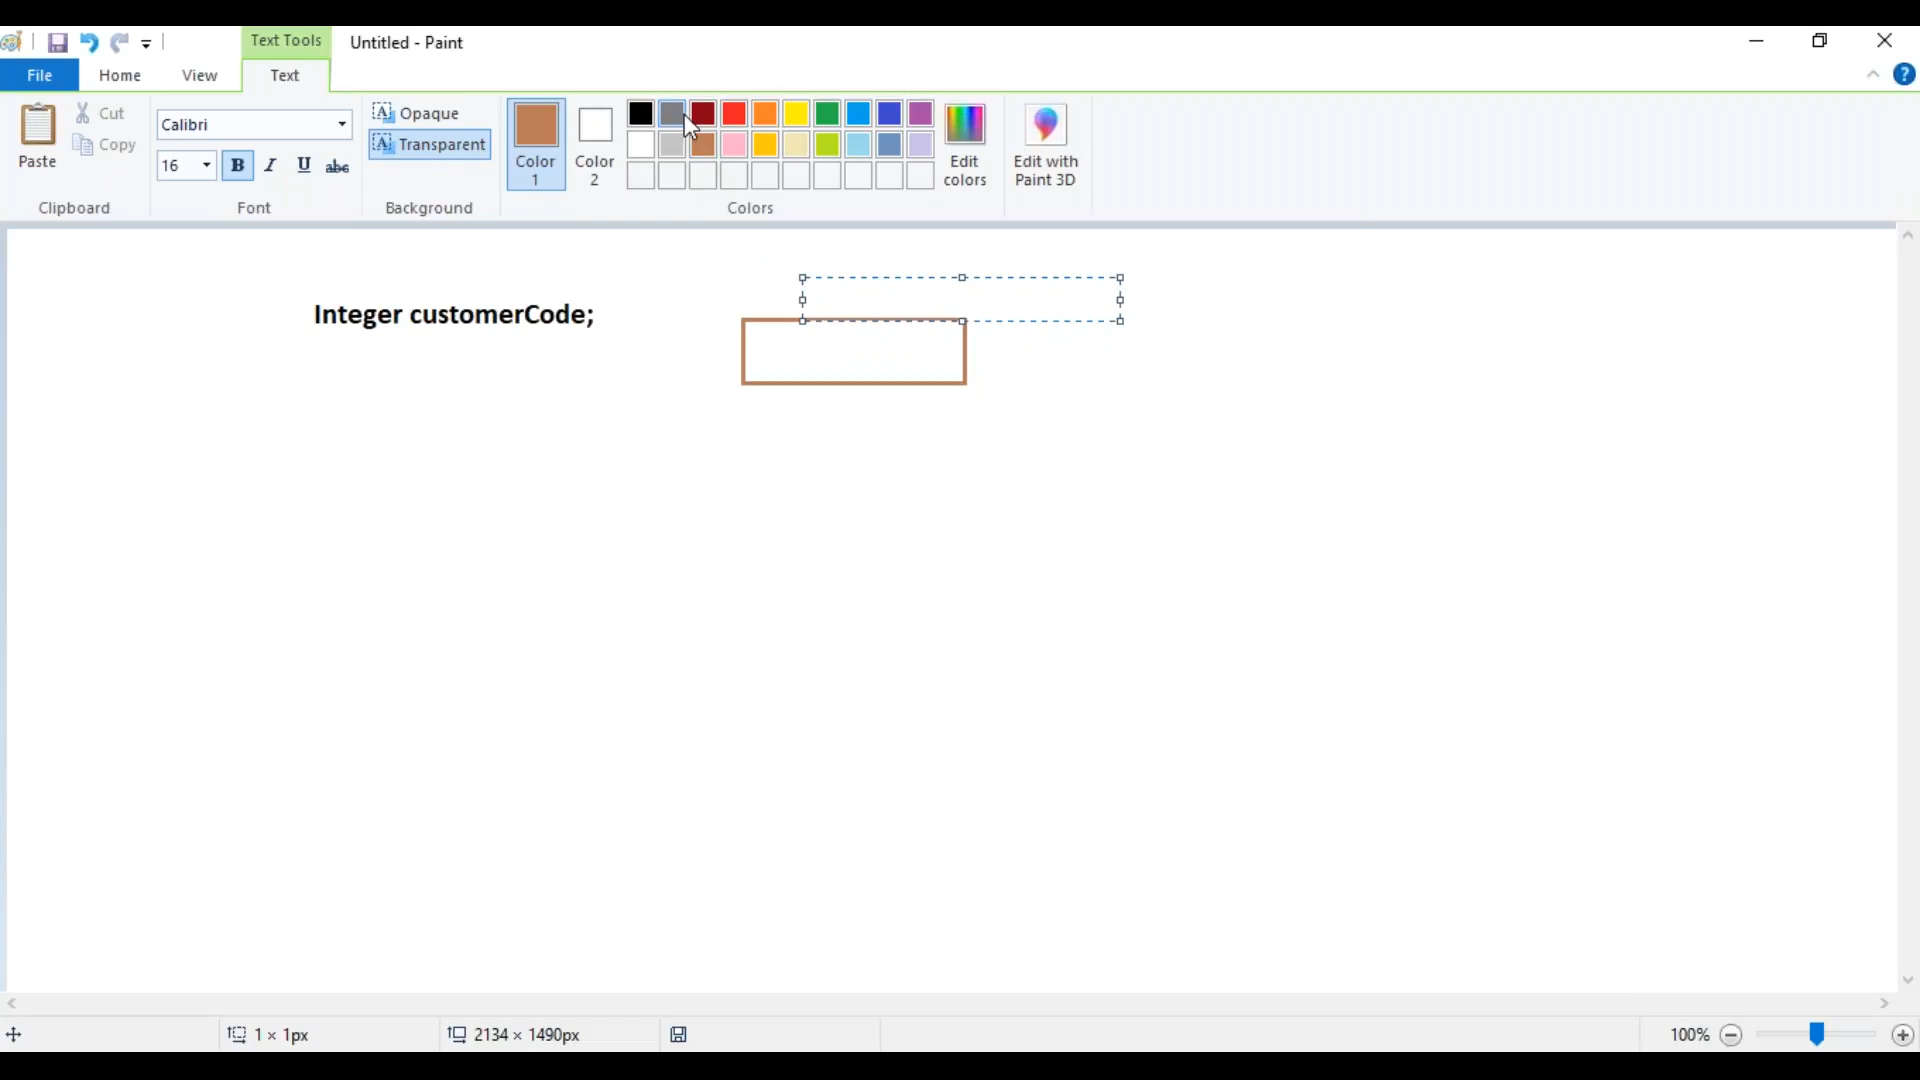 Text Tools
Untitled - Paint
File
Home
View
Text
Paste
Cut
Copy
Clipboard
Calibri
16
B
I
U
abc
Font
A Opaque
A Transparent
Background
Color 1
Color 2
Colors
Edit colors
Edit with Paint 3D
?
Integer customerCode;
1 × 1px
2134 × 1490px
100%